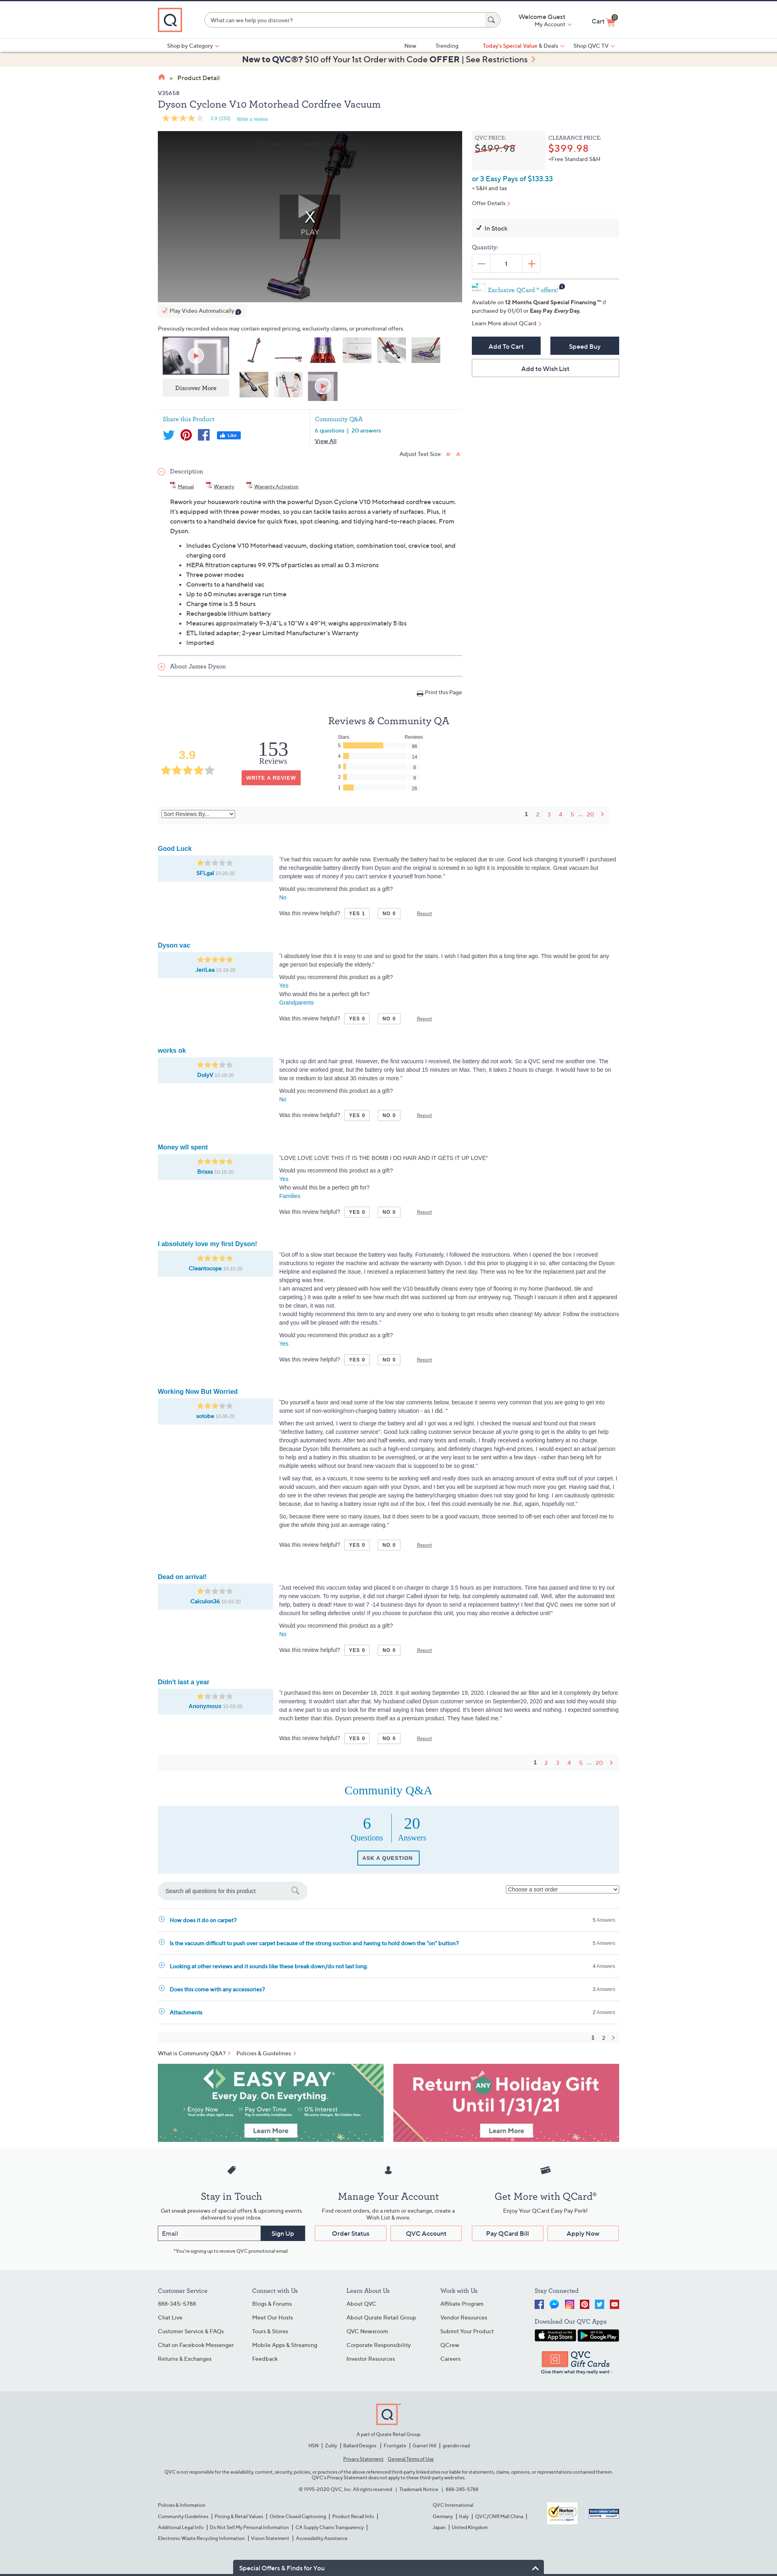 What can we help you discover?
Welcome Guest
My Account
Cart 0
Shop by Category
New
Trending
Today's Special Value & Deals
Shop QVC TV
New to QVC®? $10 off Your 1st Order with Code OFFER | See Restrictions
» Product Detail
V35658
Dyson Cyclone V10 Motorhead Cordfree Vacuum
3.9 (153) Write a review
QVC PRICE:
$499.98
CLEARANCE PRICE:
$399.98
+Free Standard S&H
or 3 Easy Pays of $133.33
+ S&H and tax
Offer Details
In Stock
Quantity:
1
Exclusive QCard ® offers!
Available on 12 Months Qcard Special Financing™ if
purchased by 01/01 or Easy Pay Every Day.
Learn More about QCard
Add To Cart
Speed Buy
Add to Wish List
X
PLAY
Play Video Automatically
Previously recorded videos may contain expired pricing, exclusivity claims, or promotional offers.
Discover More
Share this Product
Like
Community Q&A
6 questions | 20 answers
View All
Adjust Text Size:
Description
Manual
Warranty
Warranty Activation
Rework your housework routine with the powerful Dyson Cyclone V10 Motorhead cordfree vacuum.
It's equipped with three power modes, so you can tackle tasks across a variety of surfaces. Plus, it
converts to a handheld device for quick fixes, spot cleaning, and tidying hard-to-reach places. From
Dyson.
Includes Cyclone V10 Motorhead vacuum, docking station, combination tool, crevice tool, and
charging cord
HEPA filtration captures 99.97% of particles as small as 0.3 microns
Three power modes
Converts to a handheld vac
Up to 60 minutes average run time
Charge time is 3.5 hours
Rechargeable lithium battery
Measures approximately 9-3/4"L x 10"W x 49"H; weighs approximately 5 lbs
ETL listed adapter; 2-year Limited Manufacturer's Warranty
Imported
About James Dyson
Print this Page
Reviews & Community QA
3.9
153
Reviews
WRITE A REVIEW
Stars
Reviews
5 96
4 14
3 8
2 9
1 26
Sort Reviews By...
1 2 3 4 5 ... 20
Good Luck
SFLgal 10-20-20
"I've had this vacuum for awhile now. Eventually the battery had to be replaced due to use. Good luck changing it yourself! I purchased
the rechargeable battery directly from Dyson and the original is screwed in so tight it is impossible to replace. Great vacuum but
complete was of money if you can't service it yourself from home."
Would you recommend this product as a gift?
No
Was this review helpful? YES 1 NO 0 Report
Dyson vac
JeriLea 10-19-20
"I absolutely love this it is easy to use and so good for the stairs. I wish I had gotten this a long time ago. This would be good for any
age person but especially the elderly."
Would you recommend this product as a gift?
Yes
Who would this be a perfect gift for?
Grandparents
Was this review helpful? YES 0 NO 0 Report
works ok
DolyV 10-18-20
"It picks up dirt and hair great. However, the first vacuums I received, the battery did not work. So a QVC send me another one. The
second one worked great, but the battery only last about 15 minutes on Max. Then, it takes 2 hours to charge. It would have to be on
low or medium to last about 30 minutes or more."
Would you recommend this product as a gift?
No
Was this review helpful? YES 0 NO 0 Report
Money wll spent
Brixxx 10-18-20
"LOVE LOVE LOVE THIS IT IS THE BOMB I DO HAIR AND IT GETS IT UP LOVE"
Would you recommend this product as a gift?
Yes
Who would this be a perfect gift for?
Families
Was this review helpful? YES 0 NO 0 Report
I absolutely love my first Dyson!
Cleantocope 10-10-20
"Got off to a slow start because the battery was faulty. Fortunately, I followed the instructions. When I opened the box I received
instructions to register the machine and activate the warranty with Dyson. I did this prior to plugging it in so, after contacting the Dyson
Helpline and explained the issue, I received a replacement battery the next day. There was no fee for the replacement part and the
shipping was free.
I am amazed and very pleased with how well the V10 beautifully cleans every type of flooring in my home (hardwood, tile and
carpeting.) It was quite a relief to see how much dirt was suctioned up from our entryway rug. Though I vacuum it often and it appeared
to be clean, it was not.
I would highly recommend this item to any and every one who is looking to get results when cleaning! My advice: Follow the instructions
and you will be pleased with the results."
Would you recommend this product as a gift?
Yes
Was this review helpful? YES 0 NO 0 Report
Working Now But Worried
sotobe 10-06-20
"Do yourself a favor and read some of the low star comments below, because it seems very common that you are going to get into
some sort of non-working/non-charging battery situation - as I did. "
When the unit arrived, I went to charge the battery and all I got was a red light. I checked the manual and found out that meant
"defective battery, call customer service". Good luck calling customer service because all you're going to get is the ability to get help
through automated texts. After two and half weeks, and many texts and emails, I finally received a working battery at no charge.
Because Dyson bills themselves as such a high-end company, and definitely charges high-end prices, I would expect an actual person
to help and a battery in this situation to be overnighted, or at the very least be sent anyway all within a few days - rather than being left for multiple
weeks without our brand new vacuum that is supposed to be so great."
I will say that, as a vacuum, it now seems to be working well and really does suck an amazing amount of extra stuff out of your carpet. I
would vacuum, and then vacuum again with your Dyson, and I bet you will be surprised at how much more you will get. Having said that, I
do see in the other reviews that people are saying the battery doesn't stay charged and/or stops working for too long. I am cautiously optimistic
because, due to having a battery issue right out of the box, I feel this could eventually be me. But, again, hopefully not."
So, because there were so many issues, but it does seem to be a good vacuum, those seemed to off-set each other and forced me to
give the whole thing just an average rating."
Was this review helpful? YES 0 NO 0 Report
Dead on arrival!
Calculon36 10-03-20
"Just received this vacuum today and placed it on charger to charge 3.5 hours as per instructions. Time has passed and time to try out
my new vacuum. To my surprise, it did not charge! Called dyson for help, but completely automated call. Well, after the automated text
help, battery is dead! Have to wait 7 -14 business days for dyson to send a replacement battery! I feel that QVC owes me some sort of
discount for selling defective units! If you choose to purchase this unit, you may also receive a defective unit!"
Would you recommend this product as a gift?
No
Was this review helpful? YES 0 NO 0 Report
Didn't last a year
Anonymous 10-03-20
"I purchased this item on December 18, 2019. It quit working September 19, 2020. I cleaned the air filter and let it completely dry before
reinserting. It wouldn't start after that. My husband called Dyson customer service on September20, 2020 and was told they would ship
out a new part to us and to look for the email saying it has been shipped. It's been almost two weeks and nothing. I expected something
much better than this. Dyson presents itself as a premium product. They have failed me."
Was this review helpful? YES 0 NO 0 Report
1 2 3 4 5 ... 20
Community Q&A
6
Questions
20
Answers
ASK A QUESTION
Search all questions for this product
Choose a sort order
How does it do on carpet? 5 Answers
Is the vacuum difficult to push over carpet because of the strong suction and having to hold down the "on" button? 5 Answers
Looking at other reviews and it sounds like these break down/do not last long. 4 Answers
Does this come with any accessories? 3 Answers
Attachments 2 Answers
1 2
What is Community Q&A? Policies & Guidelines
EASY PAY®
Every Day. On Everything.
Enjoy Now
Your order ships right away.
Pay Over Time
0% Interest
Learn More
Return ANY Holiday Gift
Until 1/31/21
Learn More
Stay in Touch
Get sneak previews of special offers & upcoming events
delivered to your inbox.
Email
Sign Up
*You're signing up to receive QVC promotional email.
Manage Your Account
Find recent orders, do a return or exchange, create a
Wish List & more.
Order Status
QVC Account
Get More with QCard®
Enjoy Your QCard Easy Pay Perk!
Pay QCard Bill
Apply Now
Customer Service
888-345-5788
Chat Live
Customer Service & FAQs
Chat on Facebook Messenger
Returns & Exchanges
Connect with Us
Blogs & Forums
Meet Our Hosts
Tours & Stores
Mobile Apps & Streaming
Feedback
Learn About Us
About QVC
About Qurate Retail Group
QVC Newsroom
Corporate Responsibility
Investor Resources
Work with Us
Affiliate Program
Vendor Resources
Submit Your Product
QCrew
Careers
Stay Connected
Download Our QVC Apps
App Store
Google Play
QVC
Gift Cards
Give them what they really want
A part of Qurate Retail Group
HSN | Zulily | Ballard Designs | Frontgate | Garnet Hill | grandin road
Privacy Statement General Terms of Use
QVC is not responsible for the availability, content, security, policies, or practices of the above referenced third-party linked sites nor liable for statements, claims, opinions, or representations contained therein.
QVC's Privacy Statement does not apply to these third-party web sites.
© 1995-2020 QVC, Inc. All rights reserved | Trademark Notice | 888-345-5788
Policies & Information
Community Guidelines | Pricing & Retail Values | Online Closed Captioning | Product Recall Info |
Additional Legal Info | Do Not Sell My Personal Information | CA Supply Chains Transparency |
Electronic Waste Recycling Information | Vision Statement | Accessibility Assistance
QVC International
Germany | Italy | QVC/CNR Mall China |
Japan | United Kingdom
Norton
Special Offers & Finds for You